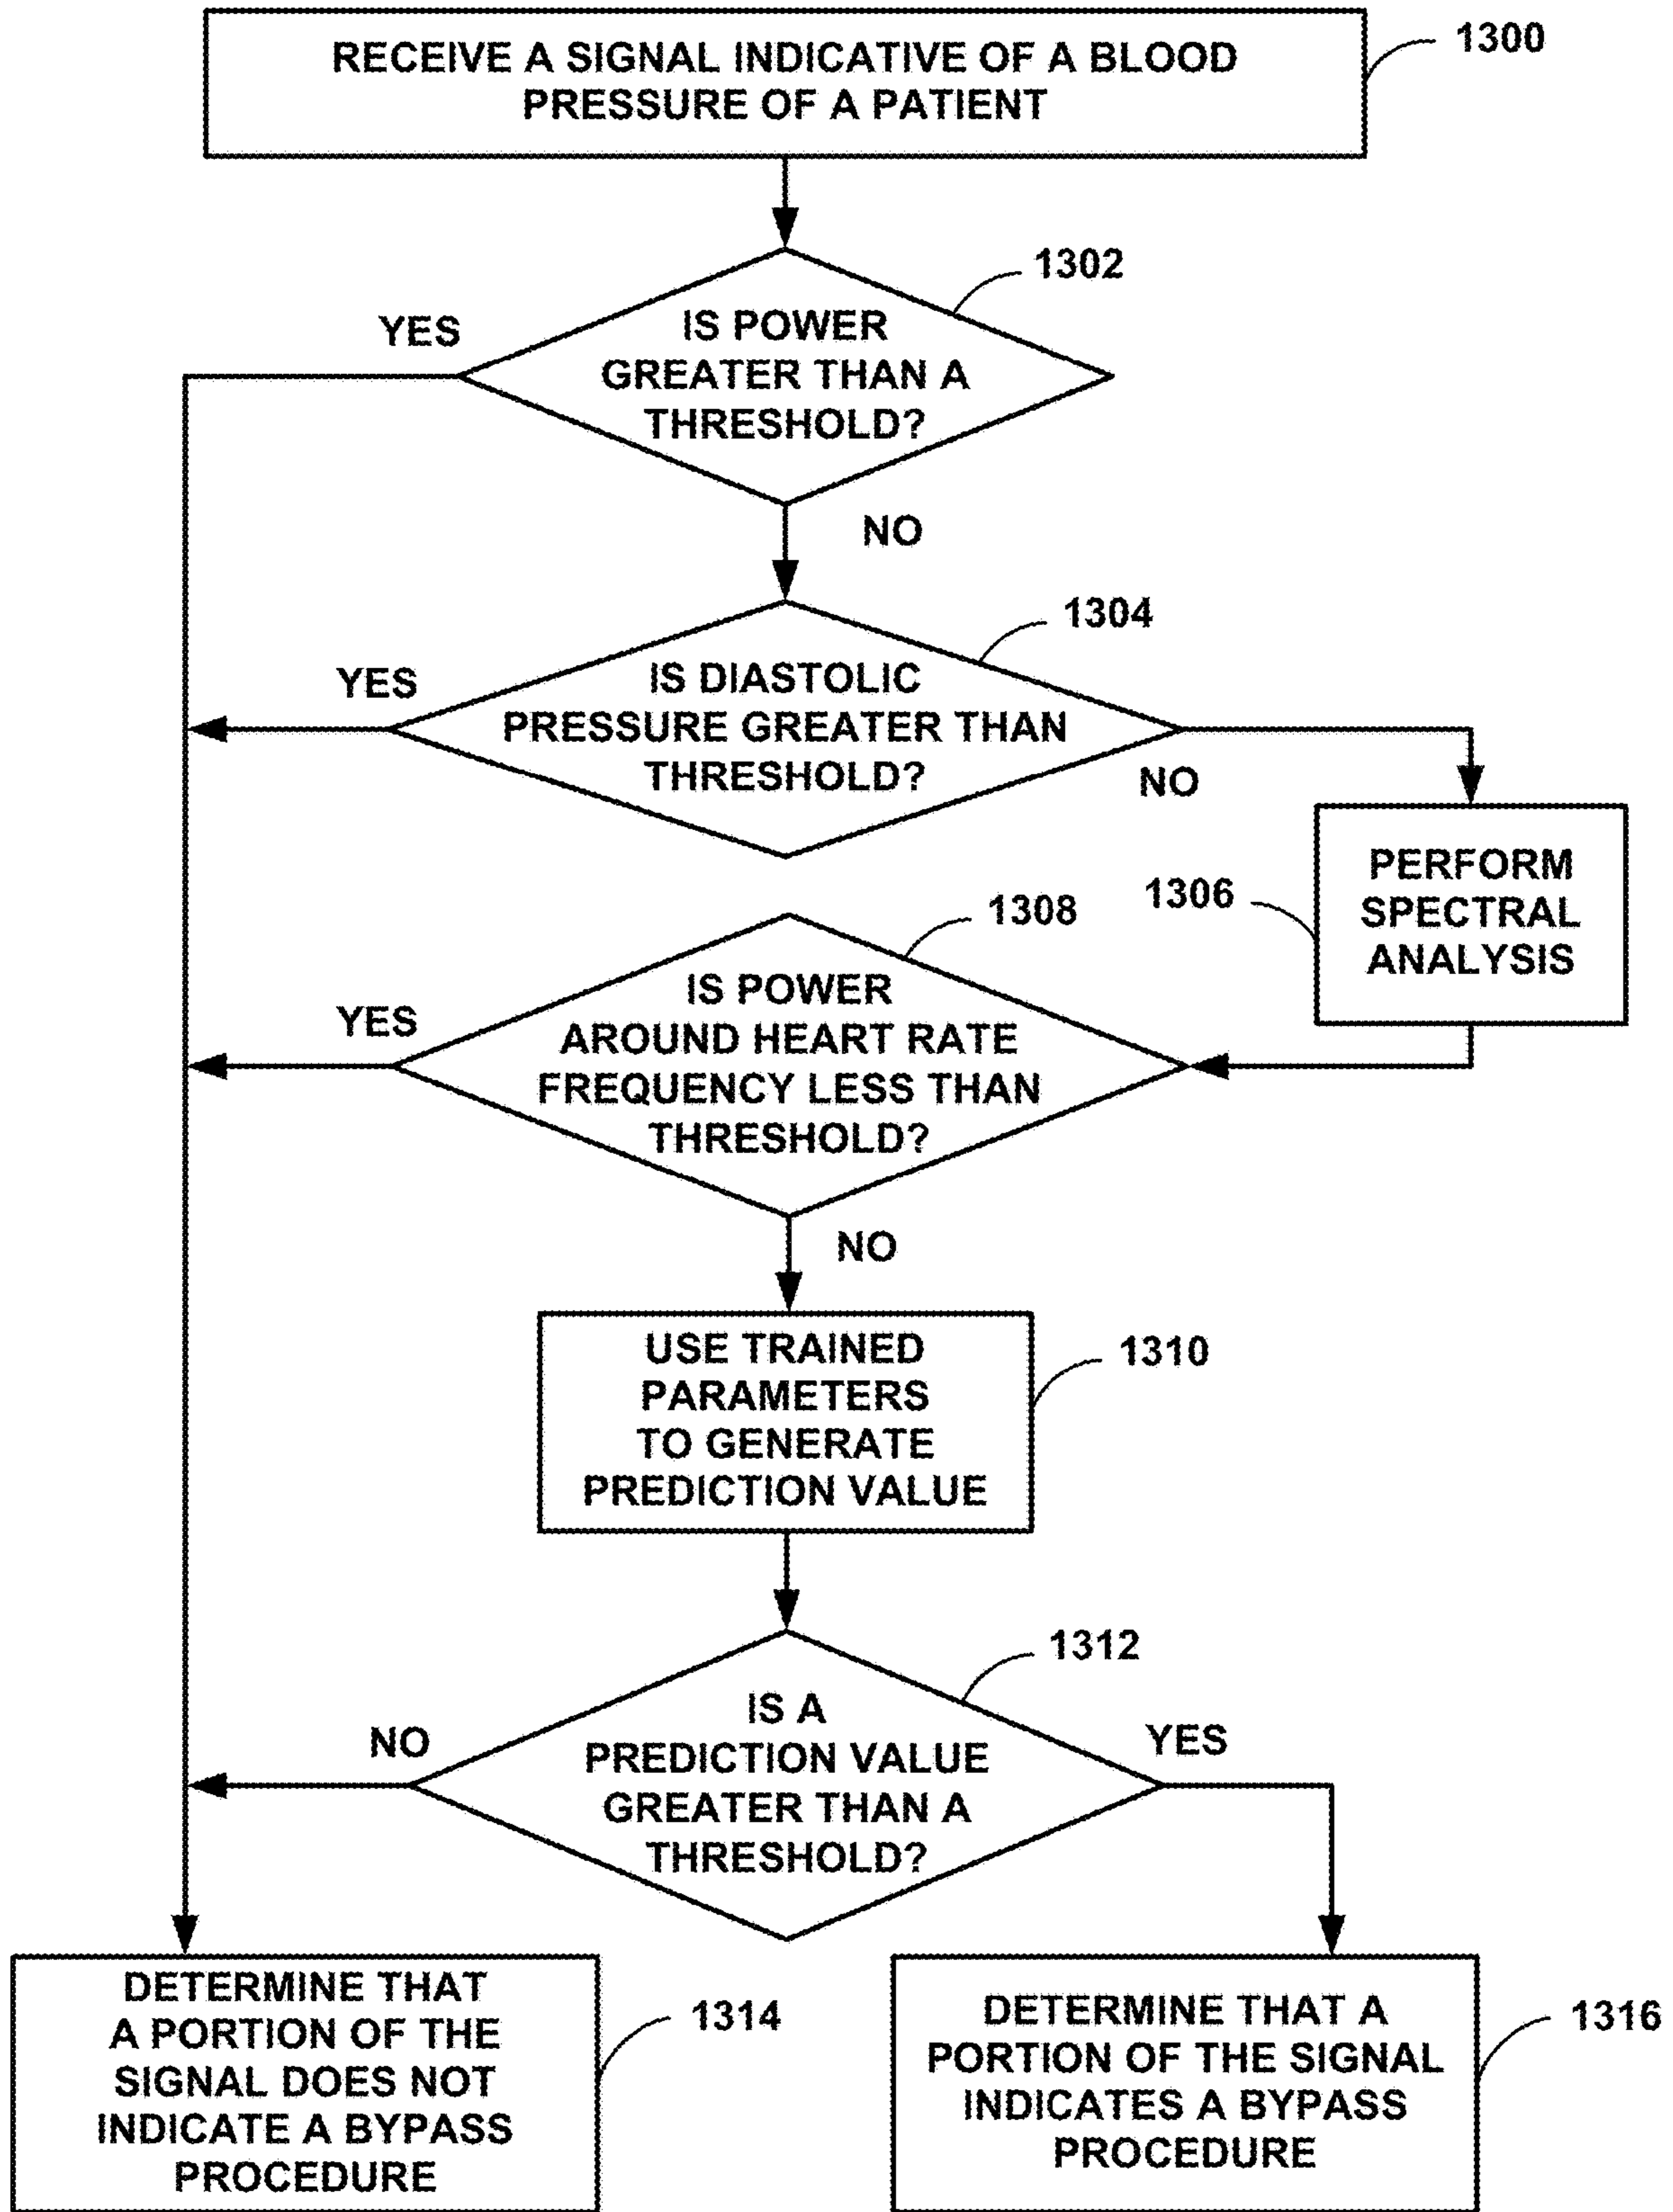 RECEIVE A SIGNAL INDICATIVE OF A BLOOD
PRESSURE OF A PATIENT
1300
1302
YES
IS POWER
GREATER THAN A
THRESHOLD?
NO
1304
YES
IS DIASTOLIC
PRESSURE GREATER THAN
THRESHOLD?
NO
PERFORM
SPECTRAL
ANALYSIS
1306
1308
YES
IS POWER
AROUND HEART RATE
FREQUENCY LESS THAN
THRESHOLD?
NO
USE TRAINED
PARAMETERS
TO GENERATE
PREDICTION VALUE
1310
1312
NO
IS A
PREDICTION VALUE
GREATER THAN A
THRESHOLD?
YES
DETERMINE THAT
A PORTION OF THE
SIGNAL DOES NOT
INDICATE A BYPASS
PROCEDURE
1314
DETERMINE THAT A
PORTION OF THE SIGNAL
INDICATES A BYPASS
PROCEDURE
1316